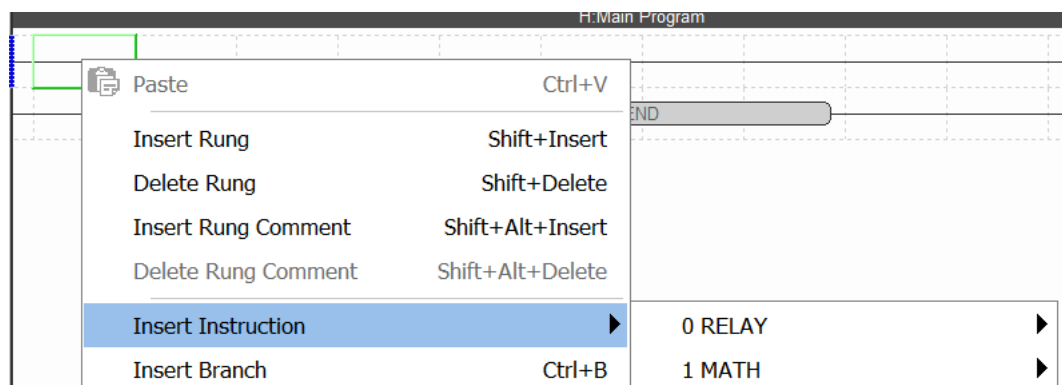 H:Main Program
Paste Ctrl+V
END
Insert Rung Shift+Insert
Delete Rung Shift+Delete
Insert Rung Comment Shift+Alt+Insert
Delete Rung Comment Shift+Alt+Delete
Insert Instruction 0 RELAY
Insert Branch Ctrl+B 1 MATH